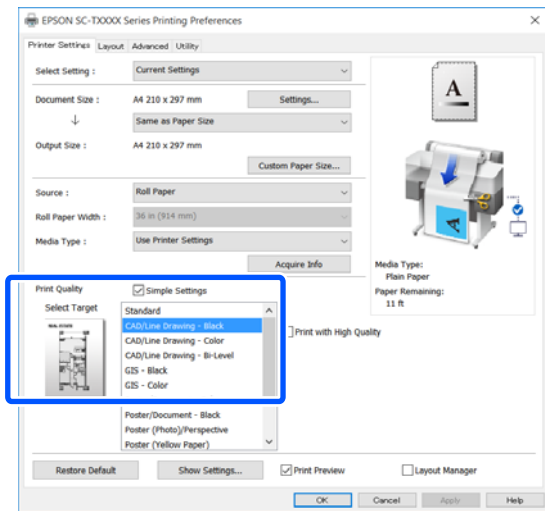 EPSON SC-TXXXX Series Printing Preferences
Printer Settings Layout Advanced Utility
Select Setting : Current Settings
Document Size : A4 210 x 297 mm Settings...
Same as Paper Size
Output Size : A4 210 x 297 mm
Custom Paper Size...
Source : Roll Paper
Roll Paper Width : 36 in (914 mm)
Media Type : Use Printer Settings
Acquire Info
A
Media Type:
Plain Paper
Paper Remaining:
11 ft
Print Quality Simple Settings
Select Target
REAL-ESTATE
Standard
CAD/Line Drawing - Black
CAD/Line Drawing - Color
CAD/Line Drawing - Bi-Level
GIS - Black
GIS - Color
Poster/Document - Black
Poster (Photo)/Perspective
Poster (Yellow Paper)
Print with High Quality
Restore Default Show Settings... Print Preview Layout Manager
OK Cancel Apply Help